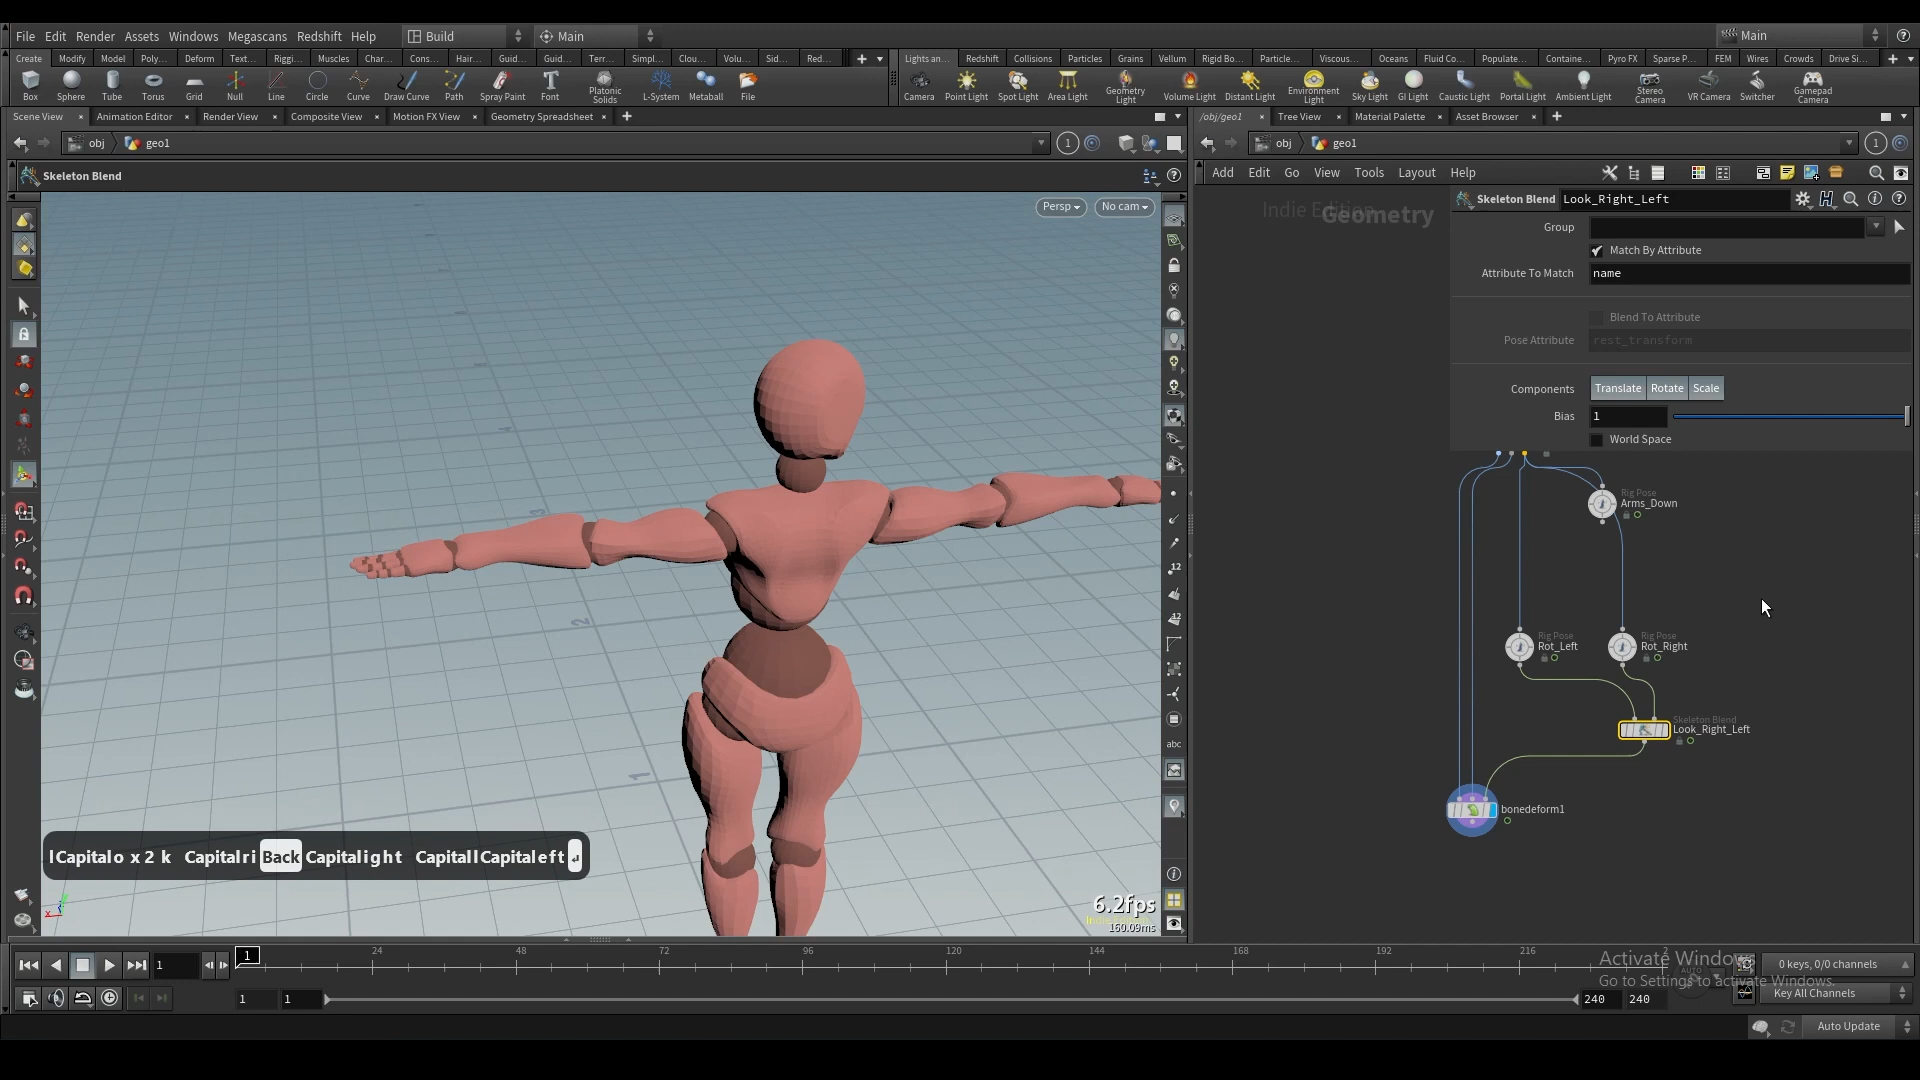 File Edit Render Assets Windows Megascans Redshift Help Build Main Main
Create Modify Model Poly... Deform Text... Riggi... Muscles Char... Cons... Hair... Guid... Guid... Terr... Simpl... Clou... Volu... Sid... Red...
Lights an... Redshift Collisions Particles Grains Vellum Rigid Bo... Particle... Viscous... Oceans Fluid Co... Populate... Containe... Pyro FX Sparse P... FEM Wires Crowds Drive Si...
Box Sphere Tube Torus Grid Null Line Circle Curve Draw Curve Path Spray Paint Font Platonic Solids L-System Metaball File
Camera Point Light Spot Light Area Light Geometry Light Volume Light Distant Light Environment Light Sky Light GI Light Caustic Light Portal Light Ambient Light Stereo Camera VR Camera Switcher Gamepad Camera
Scene View Animation Editor Render View Composite View Motion FX View Geometry Spreadsheet
/obj/geo1 Tree View Material Palette Asset Browser
obj geo1 1
obj geo1 1
Skeleton Blend
Add Edit Go View Tools Layout Help
Persp No cam
Indie Edition
Geometry
Skeleton Blend Look_Right_Left
Group
Match By Attribute
Attribute To Match name
Blend To Attribute
Pose Attribute rest_transform
Components Translate Rotate Scale
Bias 1
World Space
Rig Pose
Arms_Down
Rig Pose
Rot_Left
Rig Pose
Rot_Right
Skeleton Blend
Look_Right_Left
bonedeform1
12
12
abc
1
2
3
4
lCapitalo x 2 k Capitalri Back Capitalight CapitallCapitaleft
6.2fps
160.09ms
x
1 1 24 48 72 96 120 144 168 192 216 2
1 1 240 240
Activate Windows
Go to Settings to activate Windows.
0 keys, 0/0 channels
Key All Channels
Auto Update